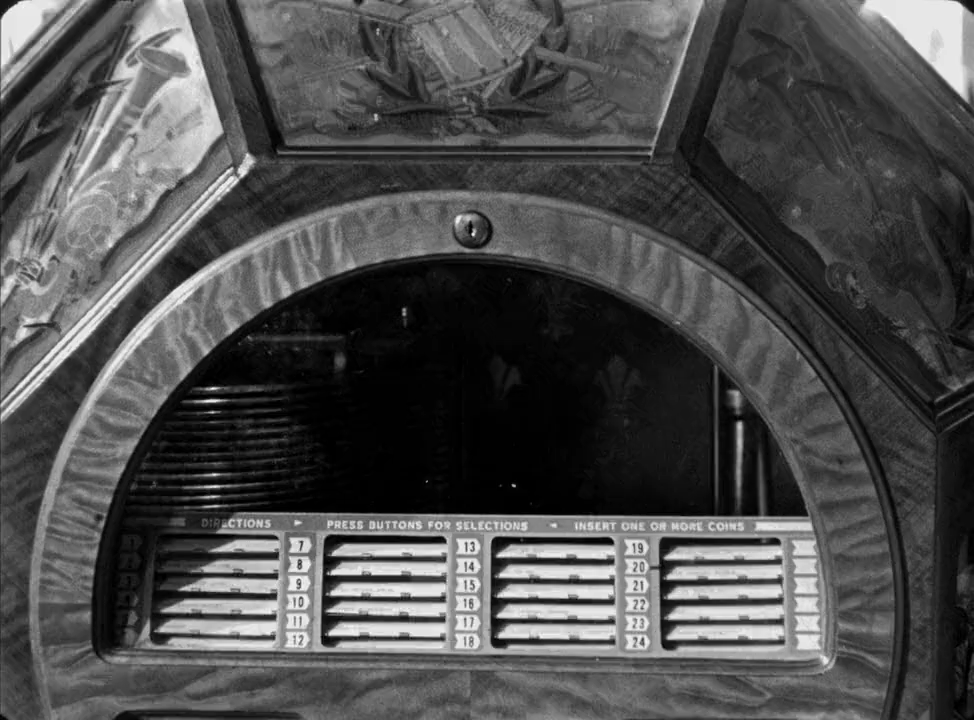 DIRECTIONS ► PRESS BUTTONS FOR SELECTIONS ◄ INSERT ONE OR MORE COINS
7 13 19
8 14 20
9 15 21
10 16 22
11 17 23
12 18 24